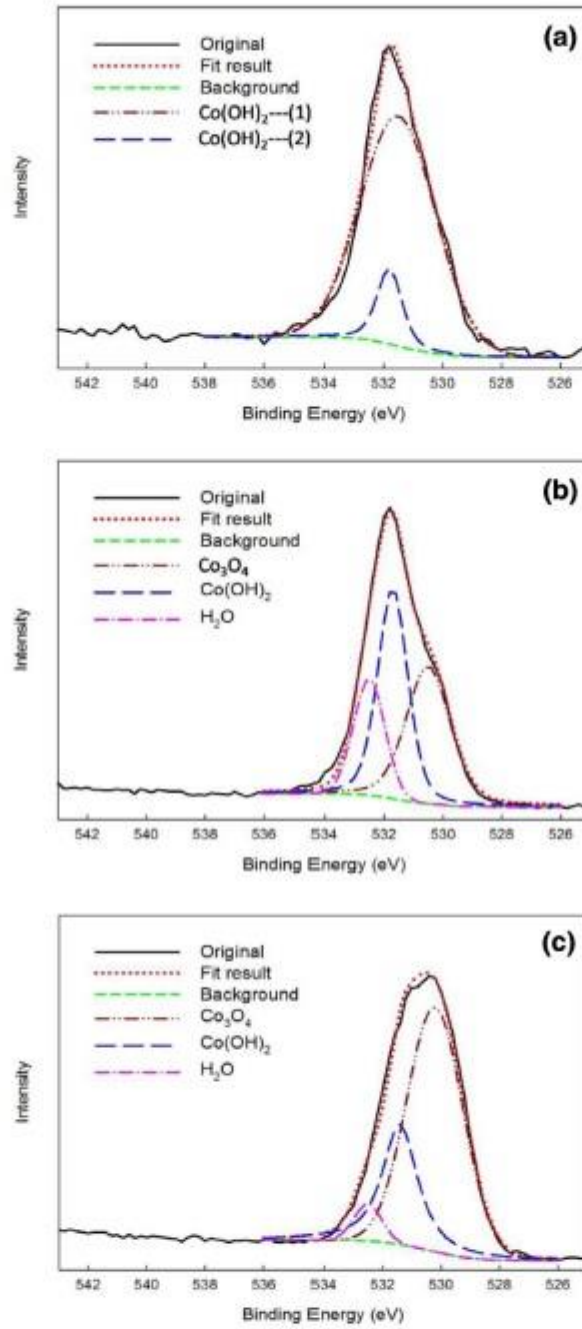 (a)
Original
Fit result
Background
Co(OH)₂---(1)
Co(OH)₂---(2)
Intensity
542 540 538 536 534 532 530 528 526
Binding Energy (eV)
(b)
Original
Fit result
Background
Co₃O₄
Co(OH)₂
H₂O
Intensity
542 540 538 536 534 532 530 528 526
Binding Energy (eV)
(c)
Original
Fit result
Background
Co₃O₄
Co(OH)₂
H₂O
Intensity
542 540 538 536 534 532 530 528 526
Binding Energy (eV)